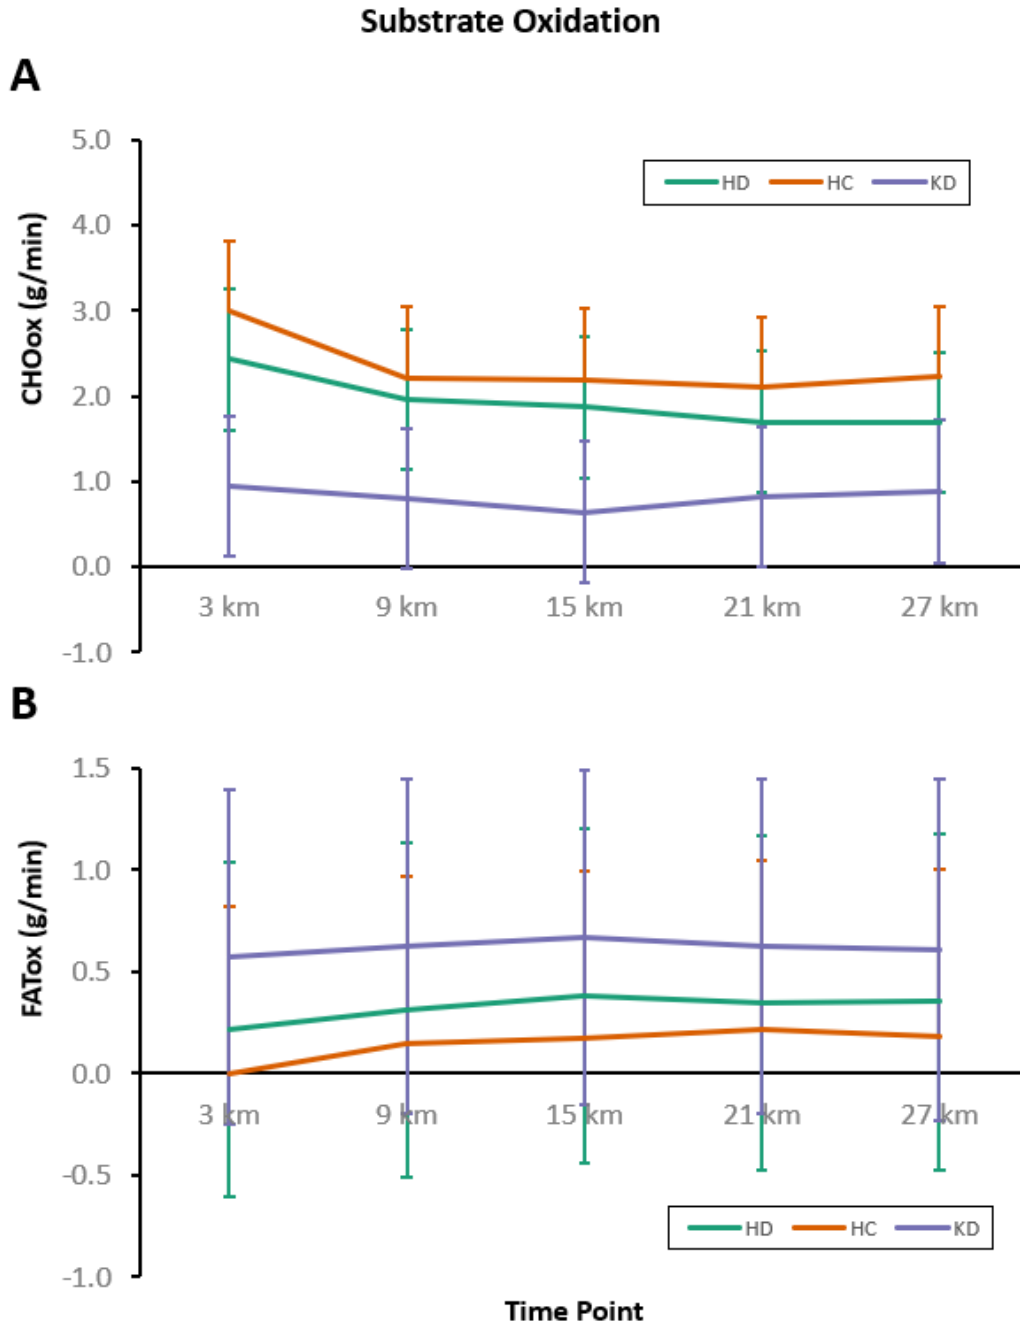 Substrate Oxidation
A
CHOox (g/min)
5.0
4.0
3.0
2.0
1.0
0.0
-1.0
HD HC KD
3 km 9 km 15 km 21 km 27 km
B
FATox (g/min)
1.5
1.0
0.5
0.0
-0.5
-1.0
3 km 9 km 15 km 21 km 27 km
HD HC KD
Time Point